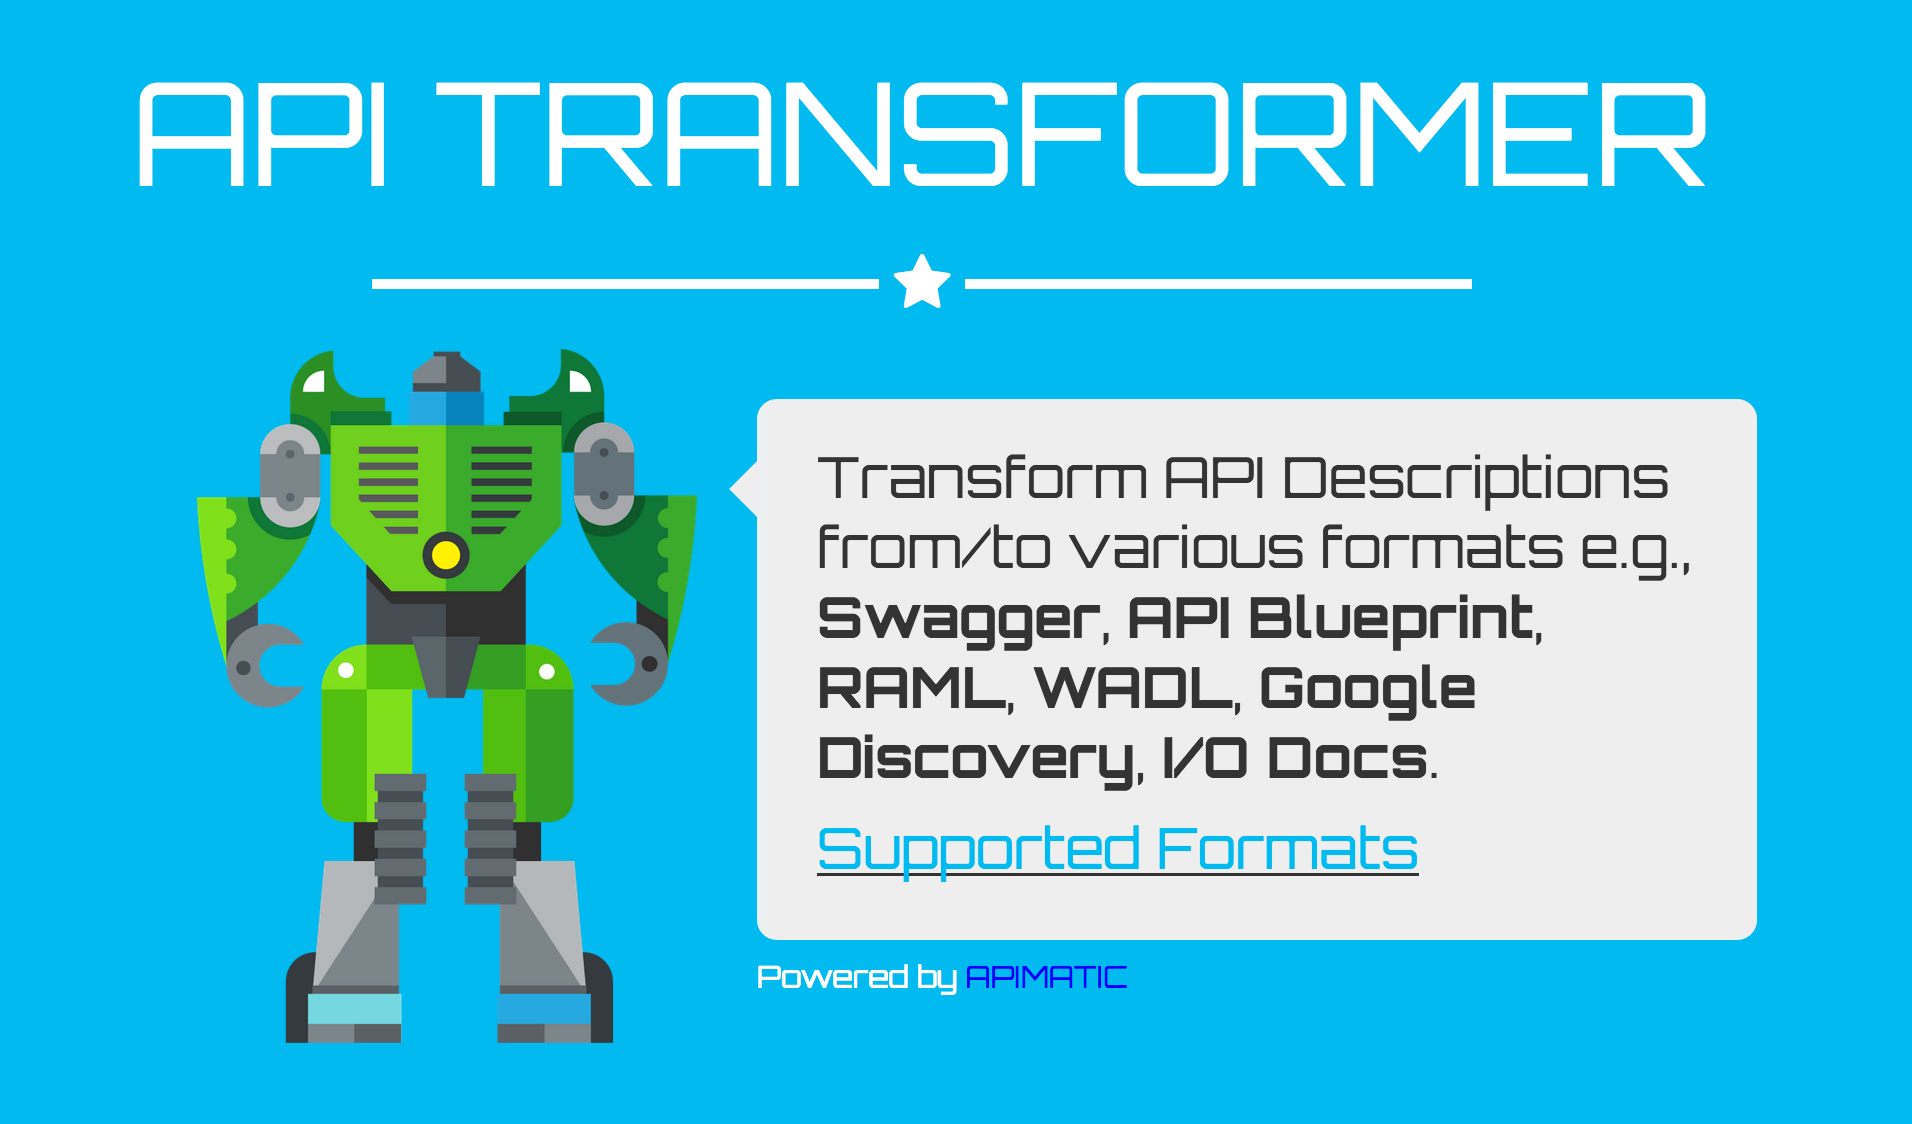 API TRANSFORMER
Transform API Descriptions
from/to various formats e.g.,
Swagger, API Blueprint,
RAML, WADL, Google
Discovery, I/O Docs.
Supported Formats
Powered by APIMATIC